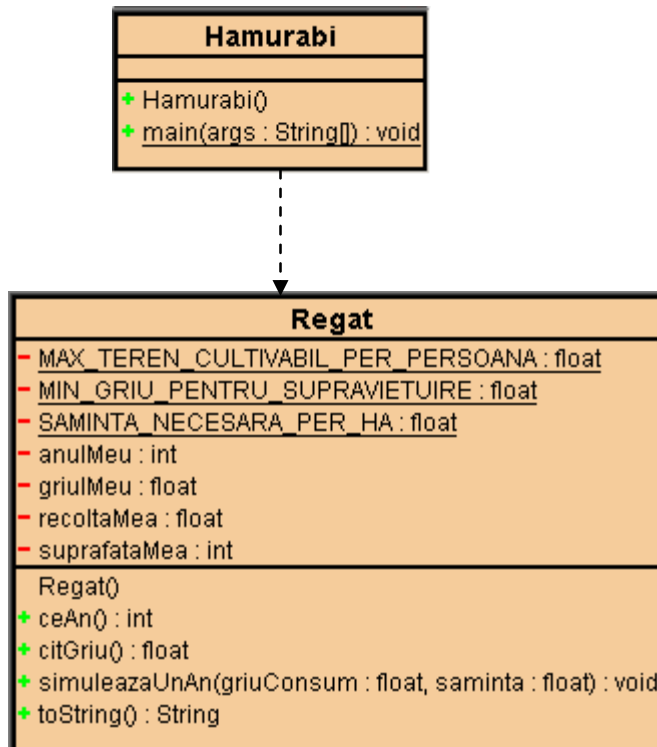 Hamurabi
+ Hamurabi()
+ main(args : String[]) : void
Regat
- MAX_TEREN_CULTIVABIL_PER_PERSOANA : float
- MIN_GRIU_PENTRU_SUPRAVIETUIRE : float
- SAMINTA_NECESARA_PER_HA : float
- anulMeu : int
- griulMeu : float
- recoltaMea : float
- suprafataMea : int
Regat()
+ ceAn() : int
+ citGriu() : float
+ simuleazaUnAn(griuConsum : float, saminta : float) : void
+ toString() : String